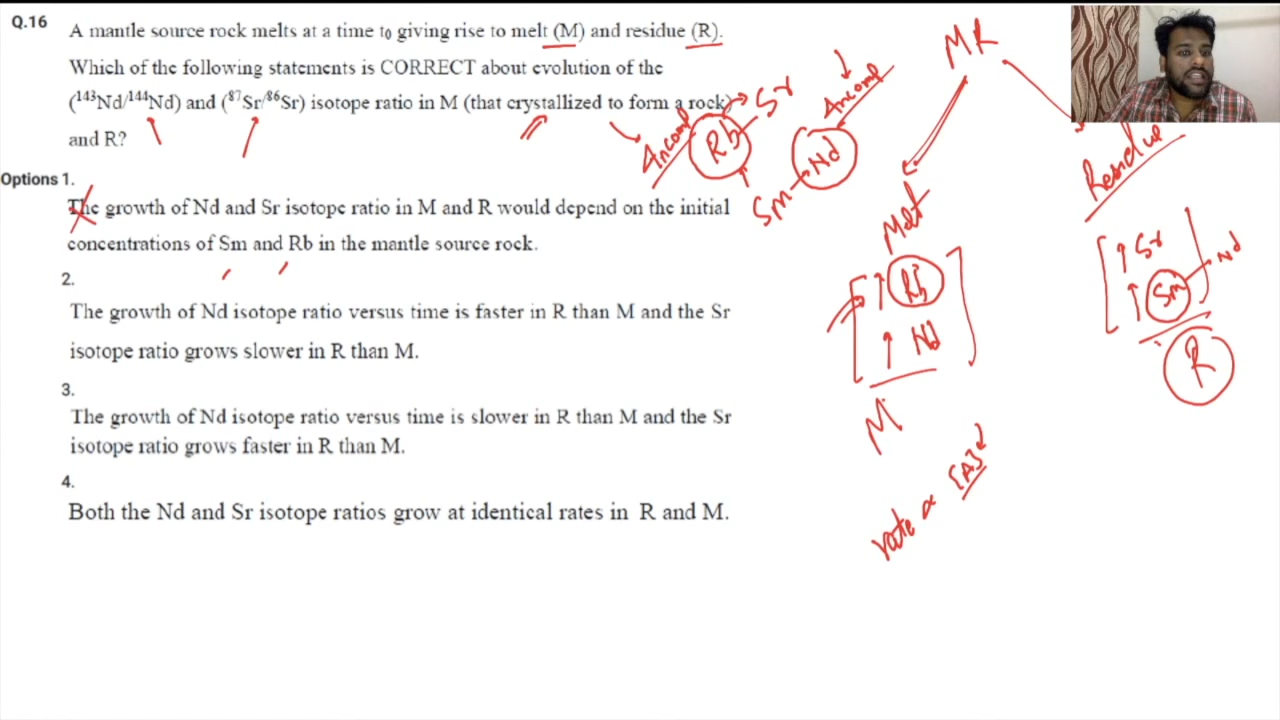 Q.16
A mantle source rock melts at a time t₀ giving rise to melt (M) and residue (R).
Which of the following statements is CORRECT about evolution of the
(¹⁴³Nd/¹⁴⁴Nd) and (⁸⁷Sr/⁸⁶Sr) isotope ratio in M (that crystallized to form a rock)
and R?
Options 1.
The growth of Nd and Sr isotope ratio in M and R would depend on the initial
concentrations of Sm and Rb in the mantle source rock.
2.
The growth of Nd isotope ratio versus time is faster in R than M and the Sr
isotope ratio grows slower in R than M.
3.
The growth of Nd isotope ratio versus time is slower in R than M and the Sr
isotope ratio grows faster in R than M.
4.
Both the Nd and Sr isotope ratios grow at identical rates in R and M.
Incomp
Rb
Sr
Incomp
Sm
Nd
MR
Melt
↑ Rb
↑ Nd
M
rate ∝ [A]
Residue
↑ Sr
↑ Sm
Nd
R